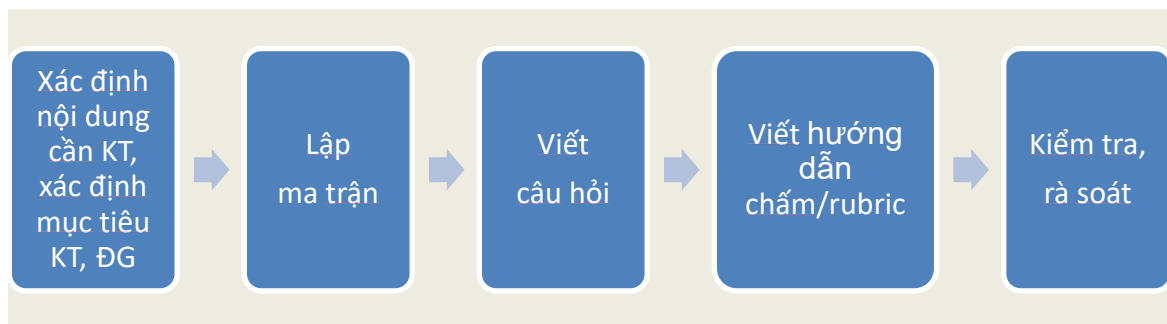 Xác định
nội dung
cần KT,
xác định
mục tiêu
KT, ĐG
Lập
ma trận
Viết
câu hỏi
Viết hướng
dẫn
chấm/rubric
Kiểm tra,
rà soát